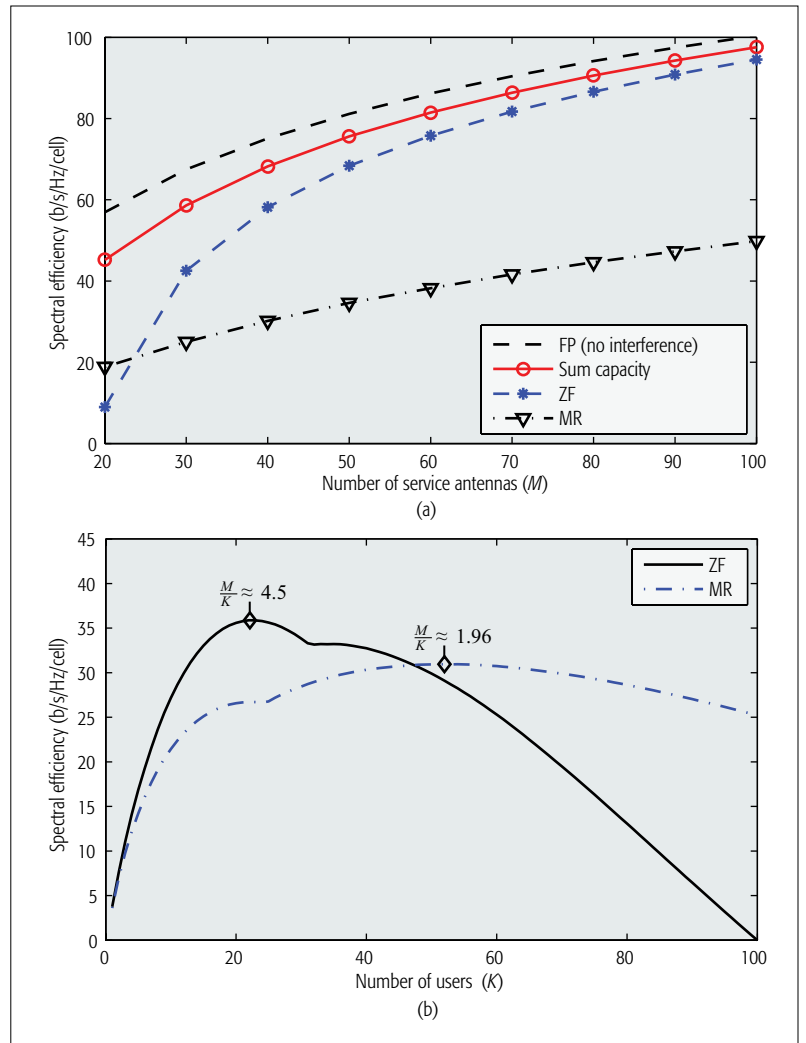 100
80
60
40
20
0
Spectral efficiency (b/s/Hz/cell)
FP (no interference)
Sum capacity
ZF
MR
20 30 40 50 60 70 80 90 100
Number of service antennas (M)
(a)
45
40
35
30
25
20
15
10
5
0
Spectral efficiency (b/s/Hz/cell)
M/K ≈ 4.5
M/K ≈ 1.96
ZF
MR
0 20 40 60 80 100
Number of users (K)
(b)